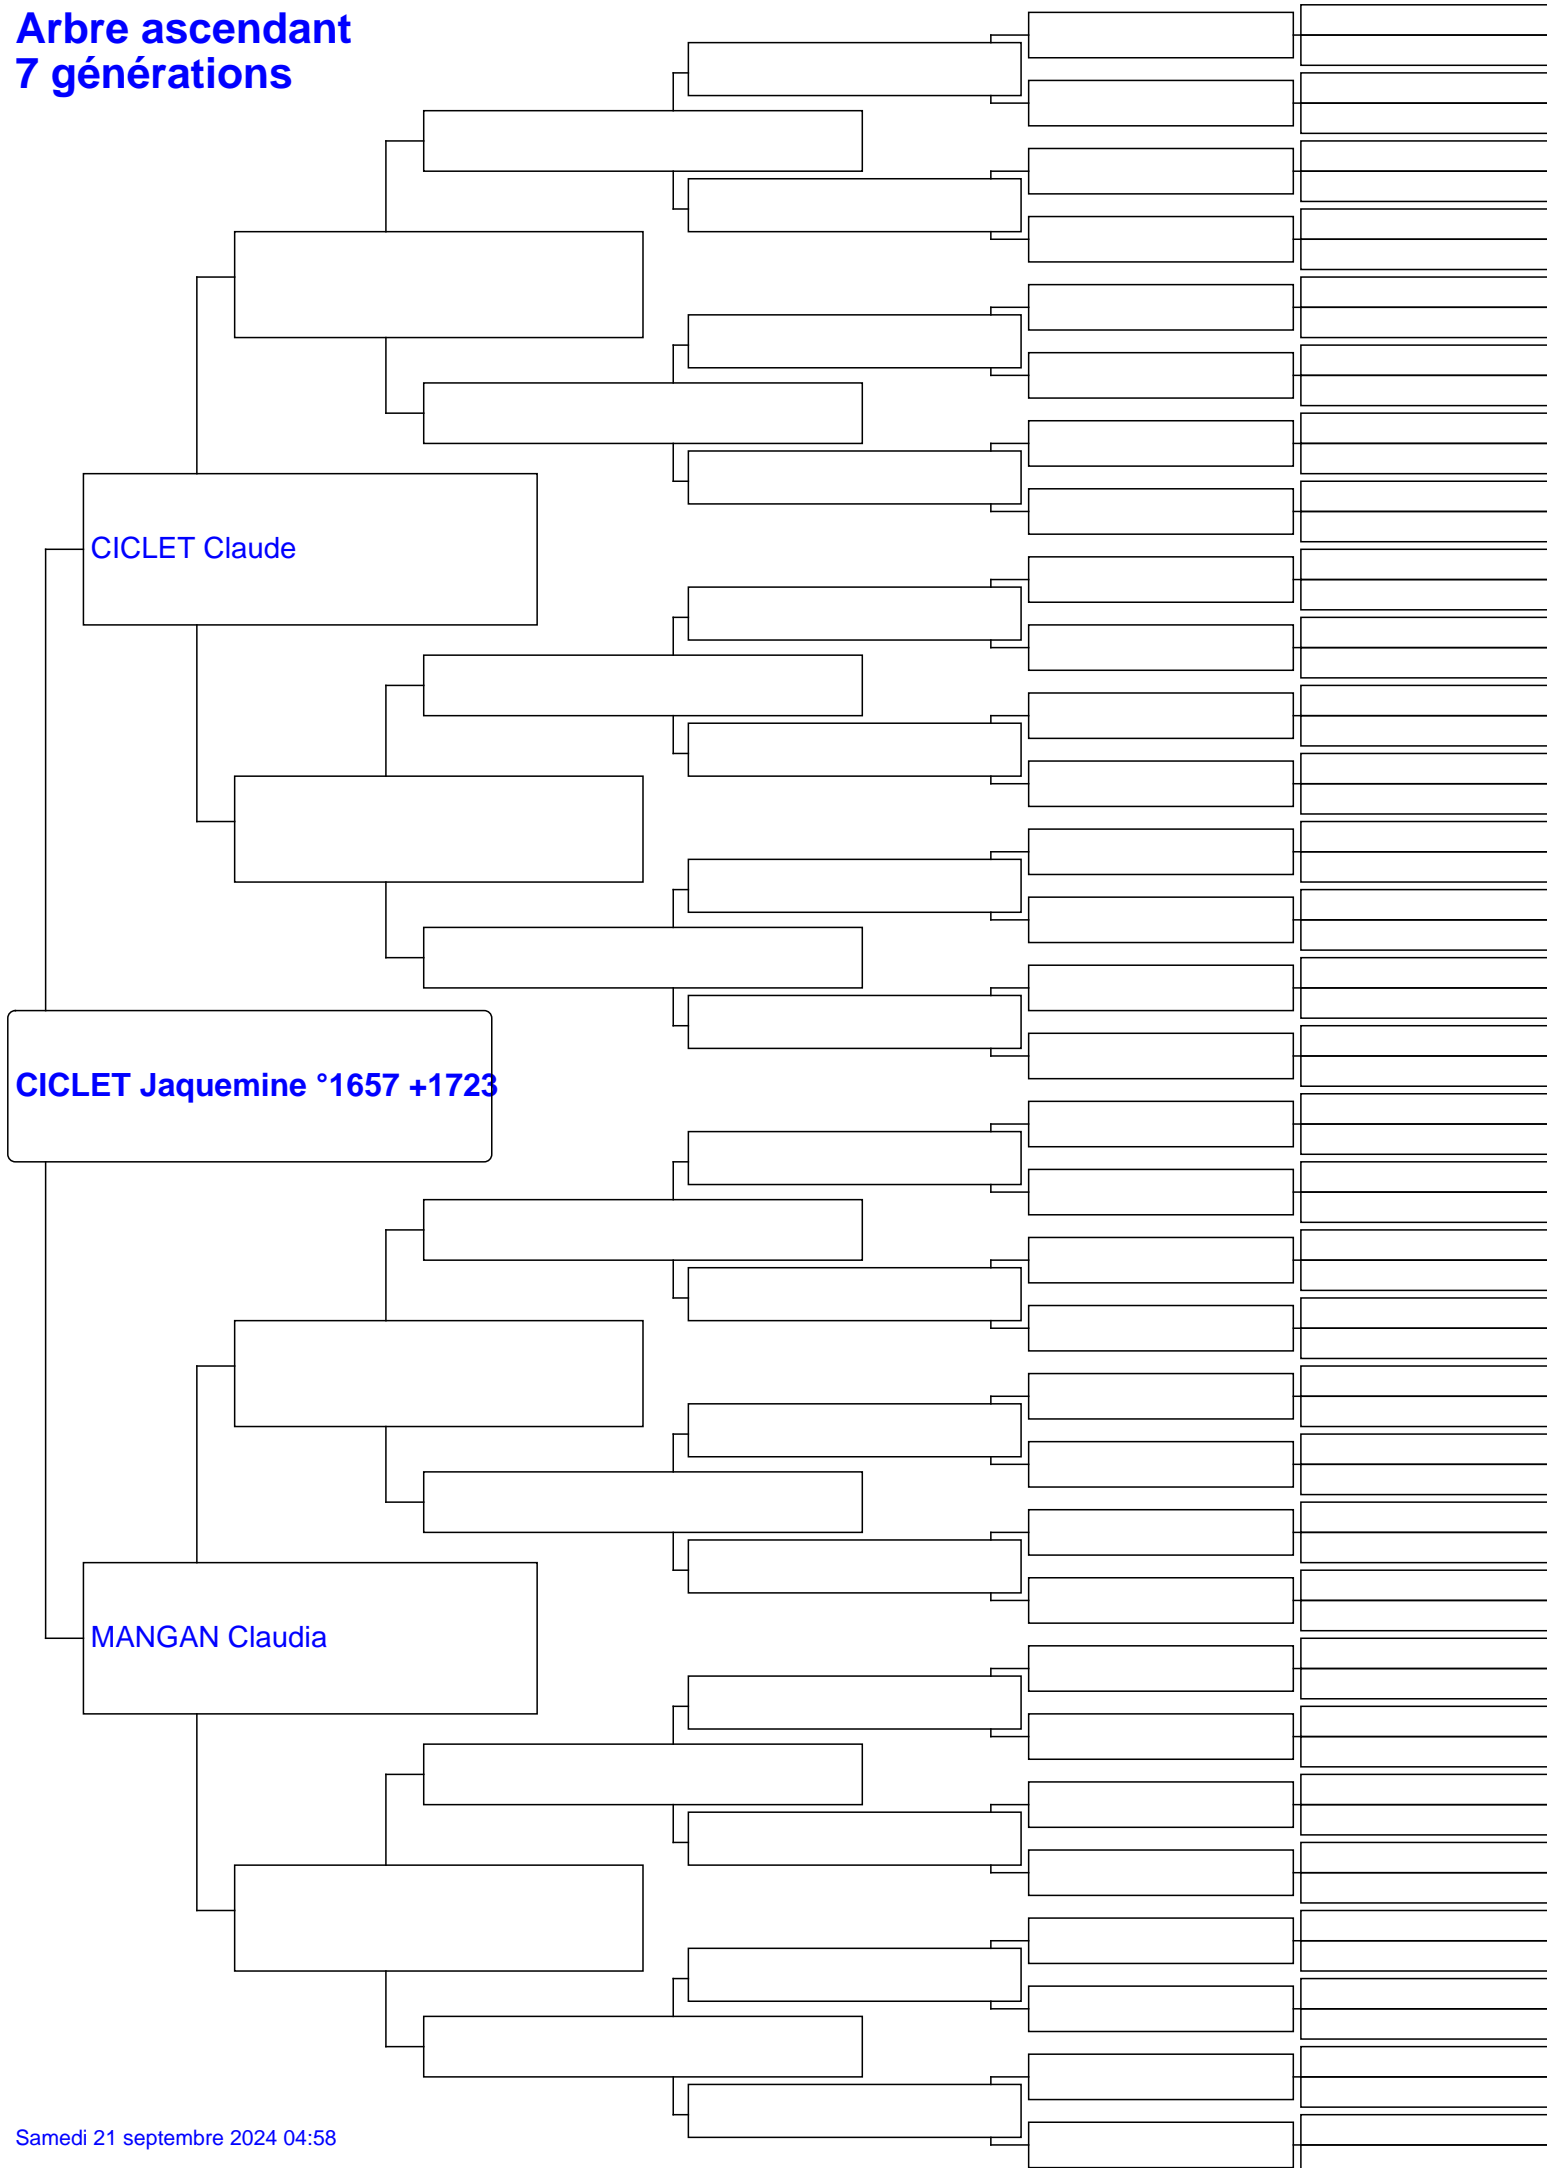 Arbre ascendant
7 générations
CICLET Claude
CICLET Jaquemine °1657 +1723
MANGAN Claudia
Samedi 21 septembre 2024 04:58